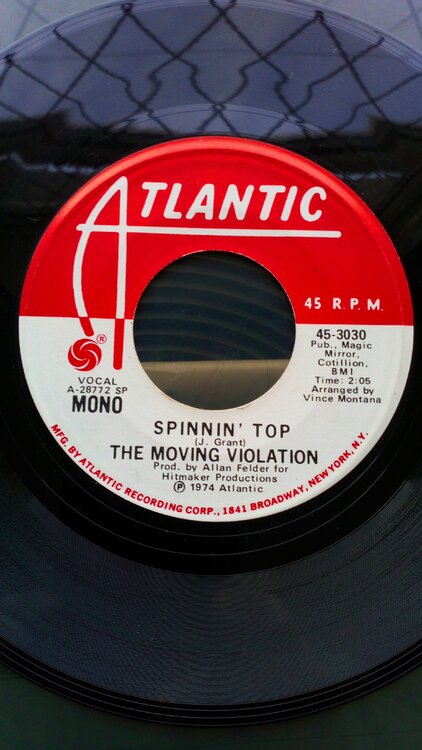 ATLANTIC
45 R.P.M.
45-3030
Pub., Magic
Mirror,
Cotillion,
BMI
Time: 2:05
Arranged by
Vince Montana
VOCAL
A-28772 SP
MONO
SPINNIN' TOP
(J. Grant)
THE MOVING VIOLATION
Prod. by Allan Felder for
Hitmaker Productions
Ⓟ 1974 Atlantic
MFG. BY ATLANTIC RECORDING CORP., 1841 BROADWAY, NEW YORK, N.Y.